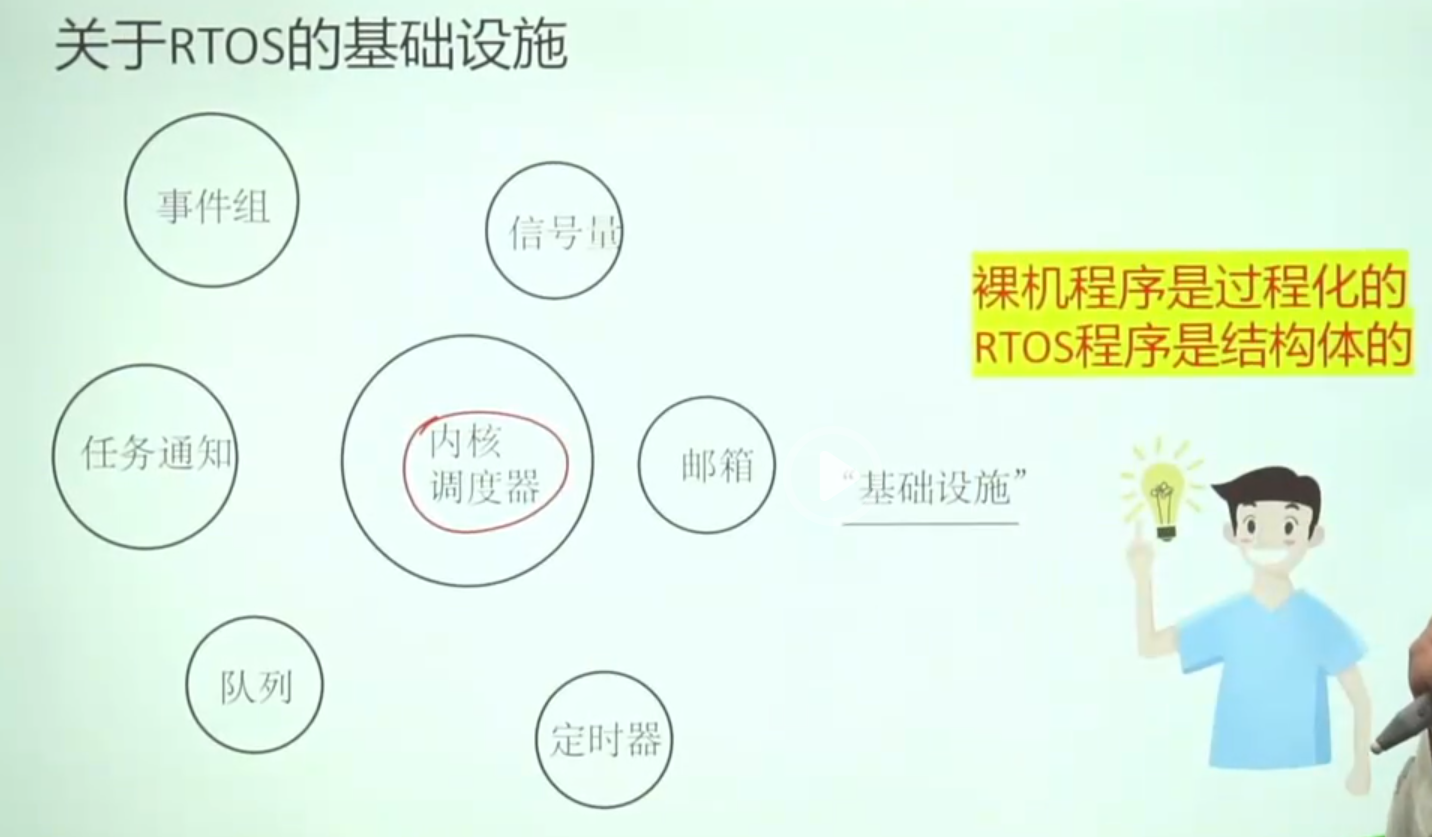 关于RTOS的基础设施
事件组
信号量
裸机程序是过程化的
RTOS程序是结构体的
任务通知
内核
调度器
邮箱
“基础设施”
队列
定时器